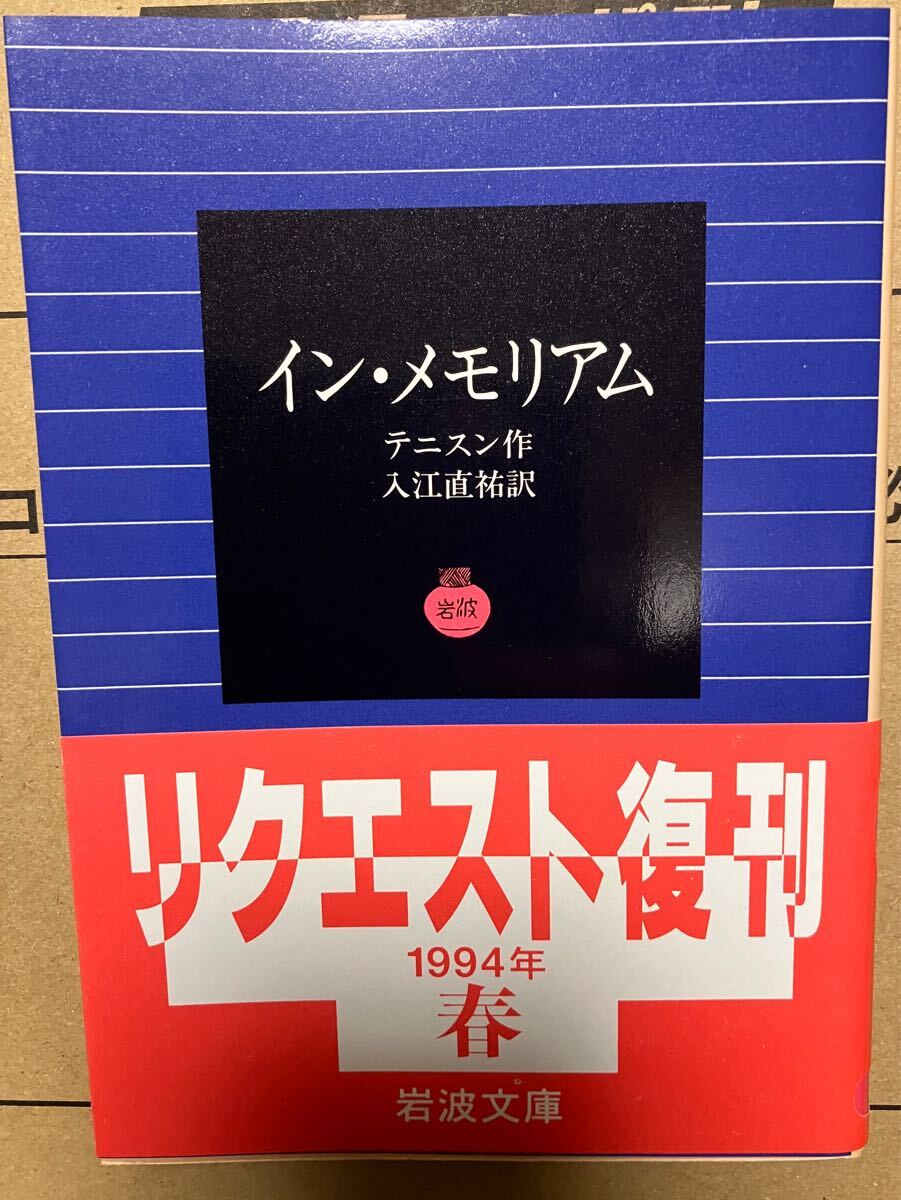 イン・メモリアム
テニスン作
入江直祐訳
岩波
リクエスト復刊
1994年
春
岩波文庫